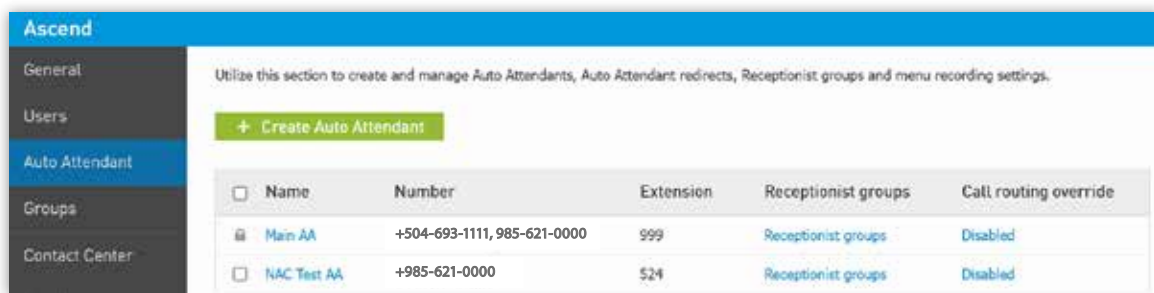 Ascend
General
Users
Auto Attendant
Groups
Contact Center
Utilize this section to create and manage Auto Attendants, Auto Attendant redirects, Receptionist groups and menu recording settings.
+ Create Auto Attendant
Name Number Extension Receptionist groups Call routing override
Main AA +504-693-1111, 985-621-0000 999 Receptionist groups Disabled
NAC Test AA +985-621-0000 524 Receptionist groups Disabled